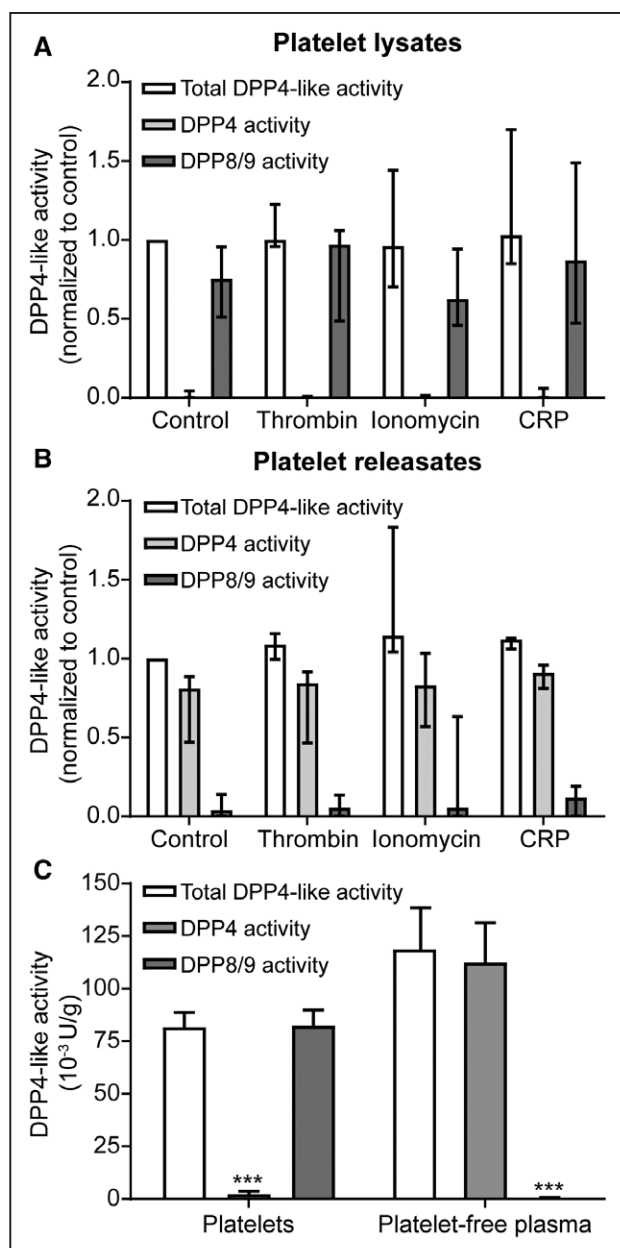 A
Platelet lysates
DPP4-like activity
(normalized to control)
2.0
1.5
1.0
0.5
0.0
Total DPP4-like activity
DPP4 activity
DPP8/9 activity
Control Thrombin Ionomycin CRP
B
Platelet releasates
DPP4-like activity
(normalized to control)
2.0
1.5
1.0
0.5
0.0
Total DPP4-like activity
DPP4 activity
DPP8/9 activity
Control Thrombin Ionomycin CRP
C
DPP4-like activity
(10⁻³ U/g)
150
125
100
75
50
25
0
Total DPP4-like activity
DPP4 activity
DPP8/9 activity
***
***
Platelets Platelet-free plasma